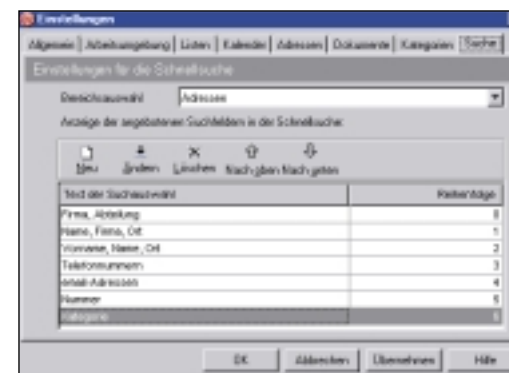 Einstellungen
Allgemein Arbeitsumgebung Listen Kalender Adressen Dokumente Kategorien Suche
Einstellungen für die Schnellsuche
Bereichsauswahl Adressen
Anzeige der angebotenen Suchfeldern in der Schnellsuche:
Neu Ändern Löschen Nach oben Nach unten
Text der Suchauswahl Reihenfolge
Firma, Abteilung 0
Name, Firma, Ort 1
Vorname, Name, Ort 2
Telefonnummern 3
email-Adressen 4
Nummer 5
Kategorie 6
OK Abbrechen Übernehmen Hilfe